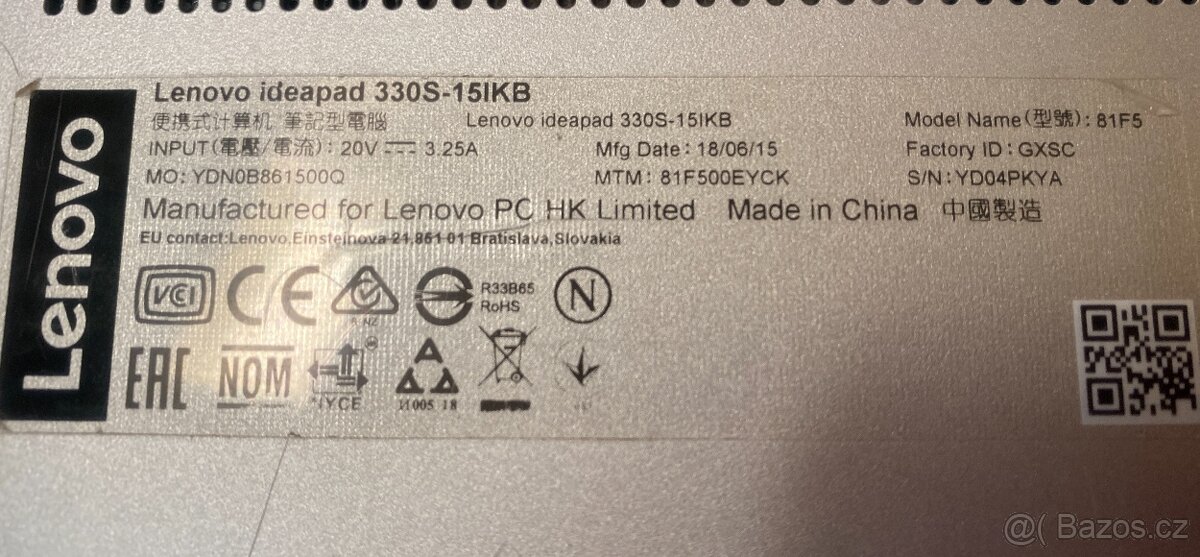 Lenovo
Lenovo ideapad 330S-15IKB
便携式计算机 筆記型電腦 Lenovo ideapad 330S-15IKB Model Name(型號): 81F5
INPUT(電壓/電流): 20V ⎓ 3.25A Mfg Date: 18/06/15 Factory ID: GXSC
MO: YDN0B861500Q MTM: 81F500EYCK S/N: YD04PKYA
Manufactured for Lenovo PC HK Limited Made in China 中國製造
EU contact:Lenovo,Einsteinova 21,851 01 Bratislava,Slovakia
VCI CE A-NZ R33B65 N
RoHS
EAC NOM NYCE 11005 18
@( Bazos.cz